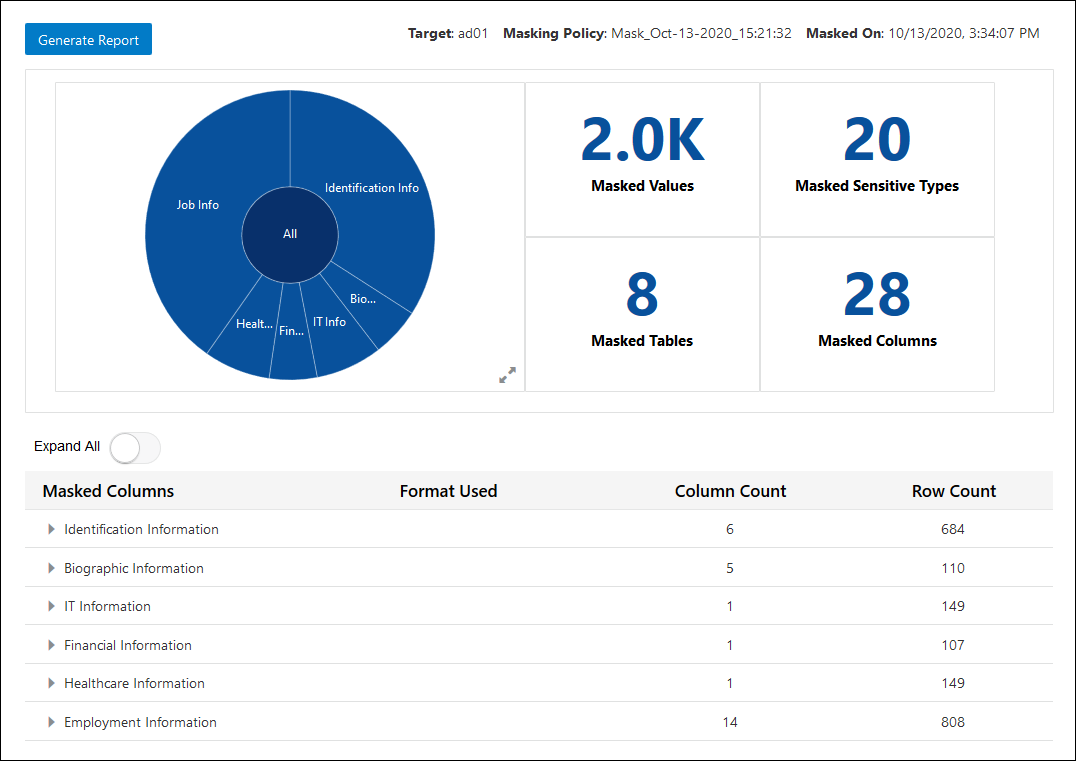 Generate Report
Target: ad01 Masking Policy: Mask_Oct-13-2020_15:21:32 Masked On: 10/13/2020, 3:34:07 PM
Identification Info
Job Info
All
Bio...
IT Info
Healt...
Fin...
2.0K
Masked Values
20
Masked Sensitive Types
8
Masked Tables
28
Masked Columns
Expand All
Masked Columns Format Used Column Count Row Count
Identification Information 6 684
Biographic Information 5 110
IT Information 1 149
Financial Information 1 107
Healthcare Information 1 149
Employment Information 14 808